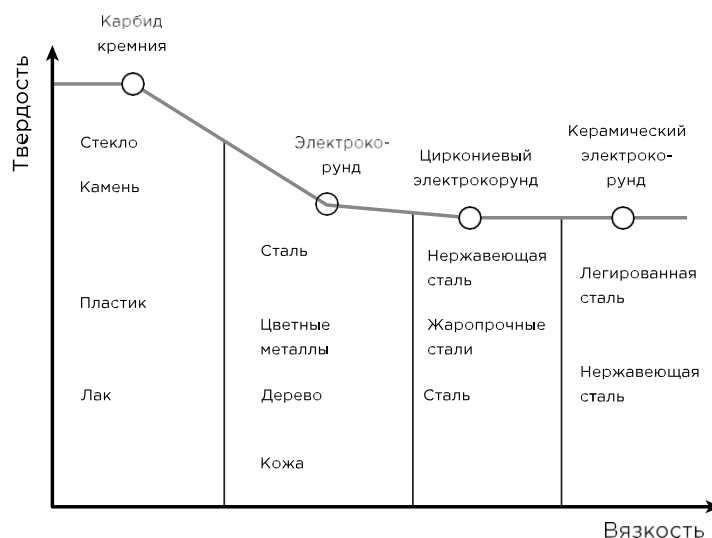 Карбид
кремния
Твердость
Стекло
Камень
Пластик
Лак
Электроко-
рунд
Сталь
Цветные
металлы
Дерево
Кожа
Циркониевый
электрокорунд
Нержавеющая
сталь
Жаропрочные
стали
Сталь
Керамический
электроко-
рунд
Легированная
сталь
Нержавеющая
сталь
Вязкость